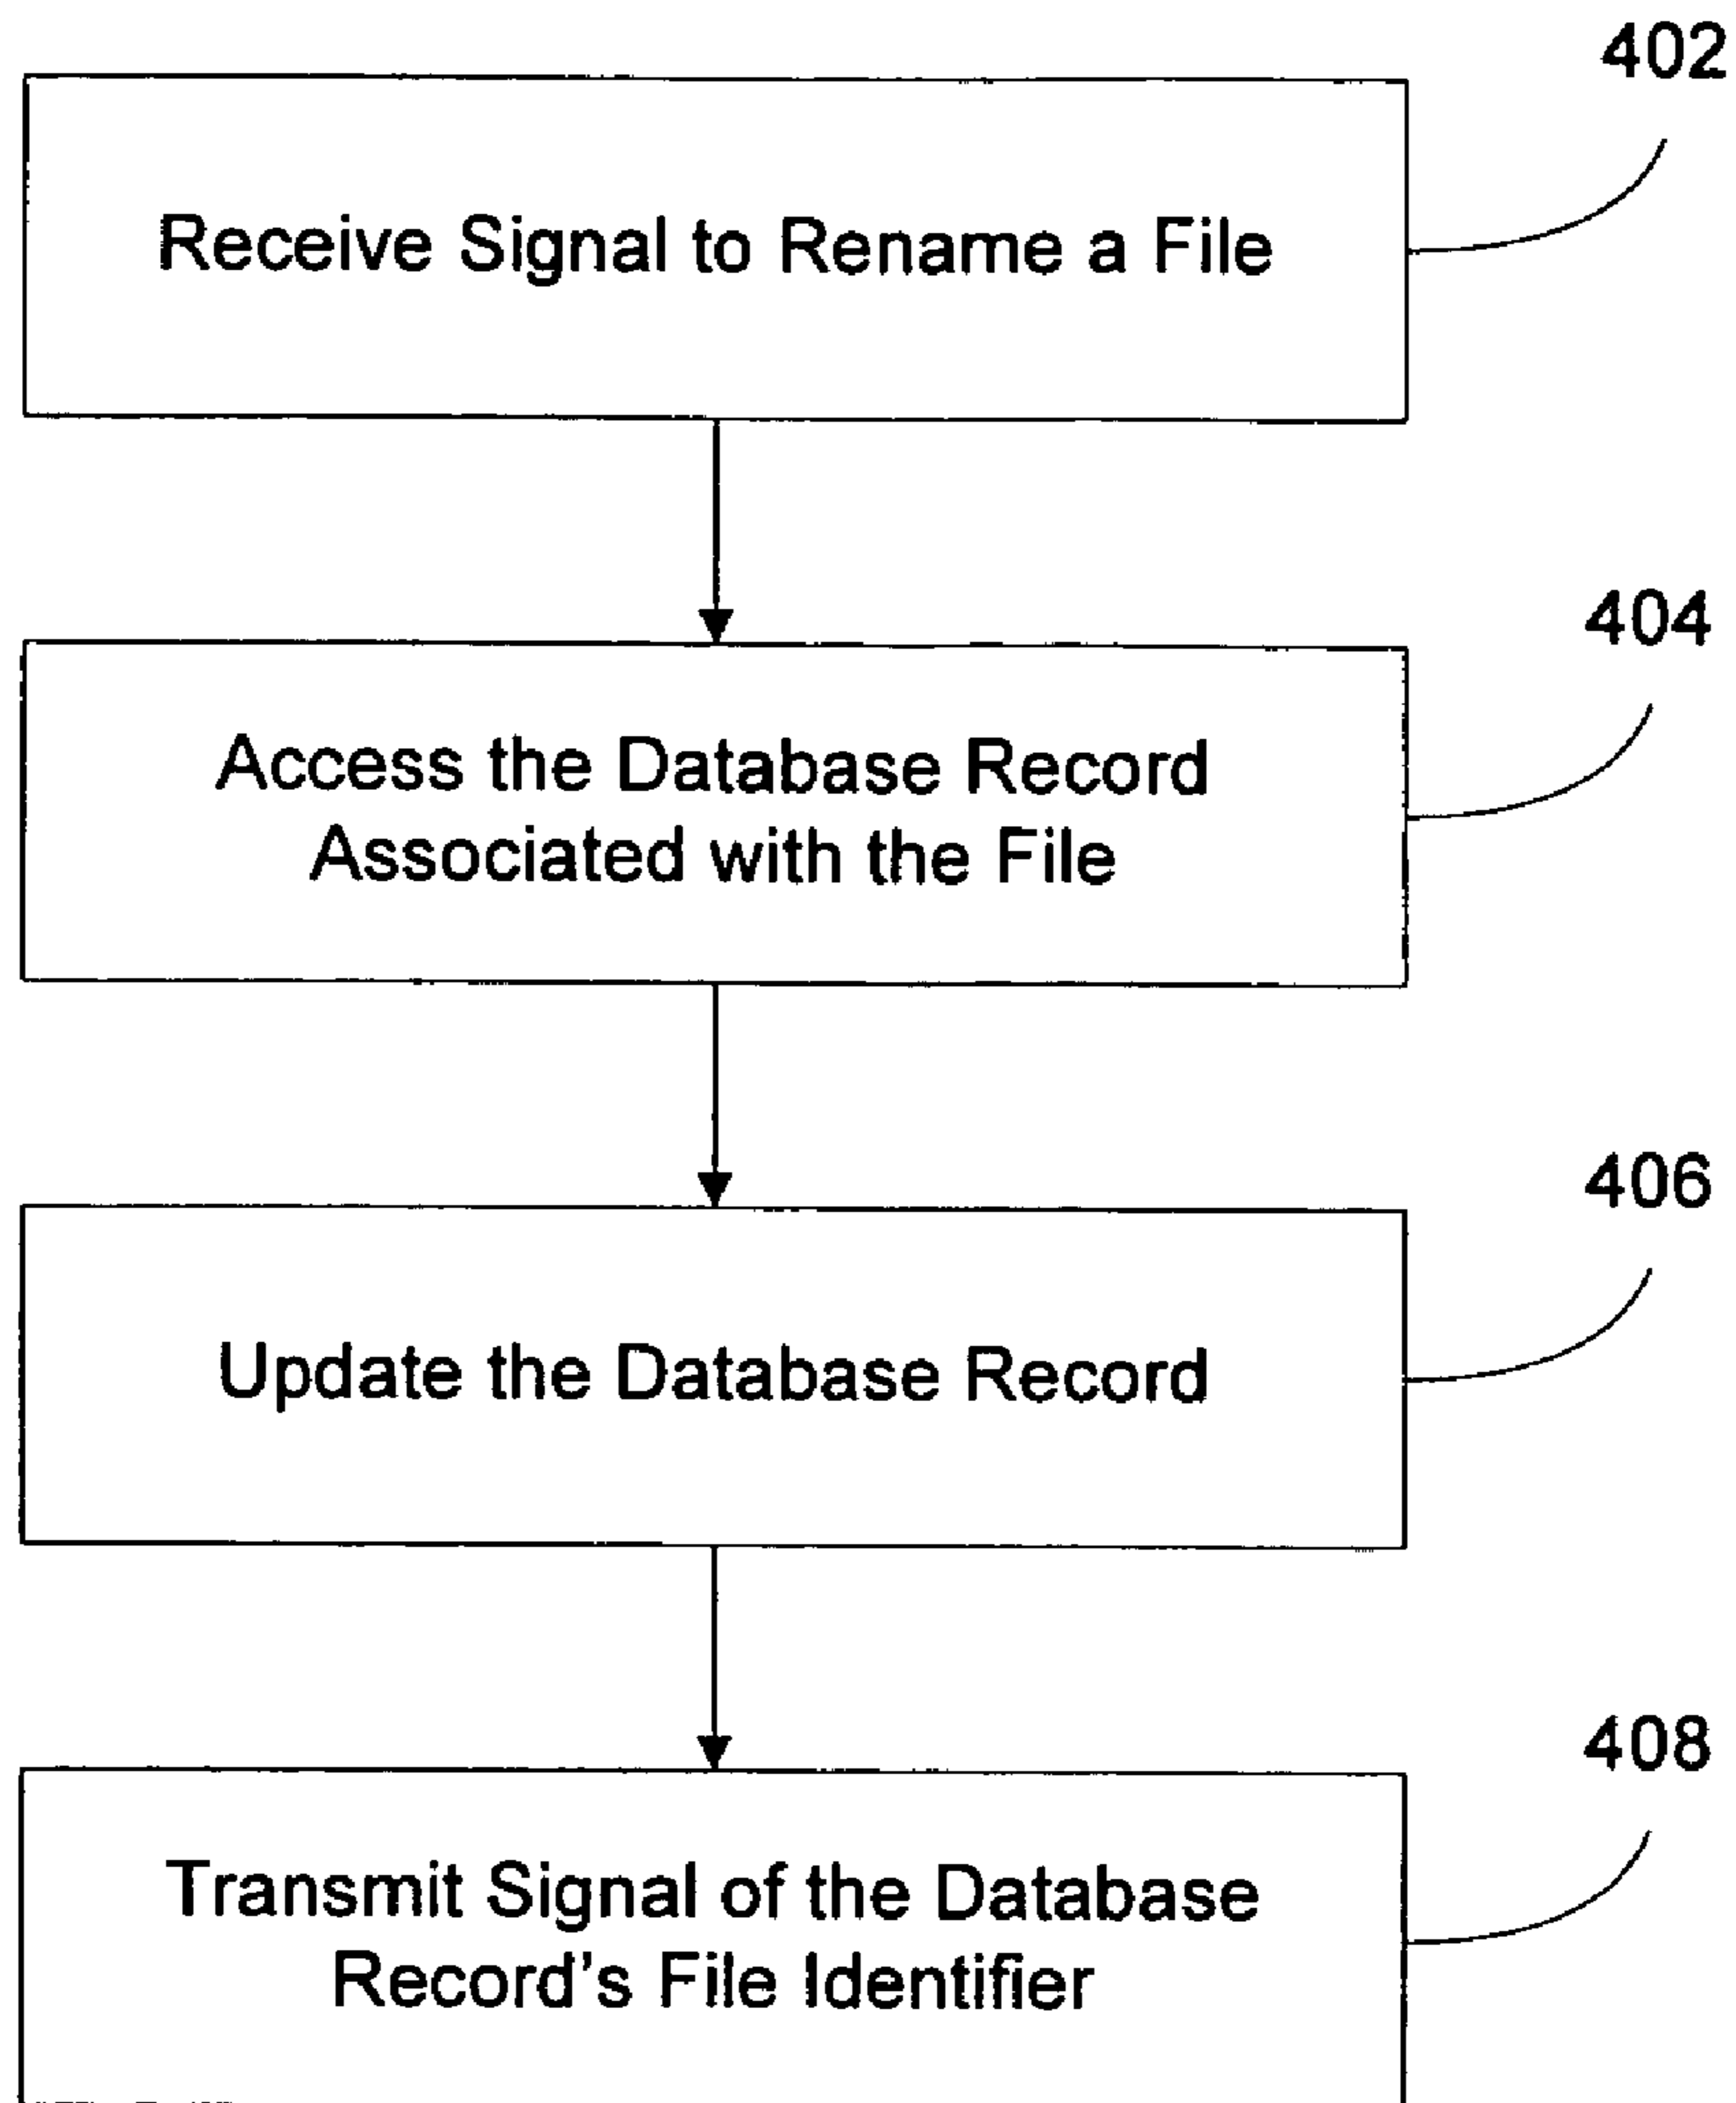 402
Receive Signal to Rename a File
404
Access the Database Record
Associated with the File
406
Update the Database Record
408
Transmit Signal of the Database
Record's File Identifier